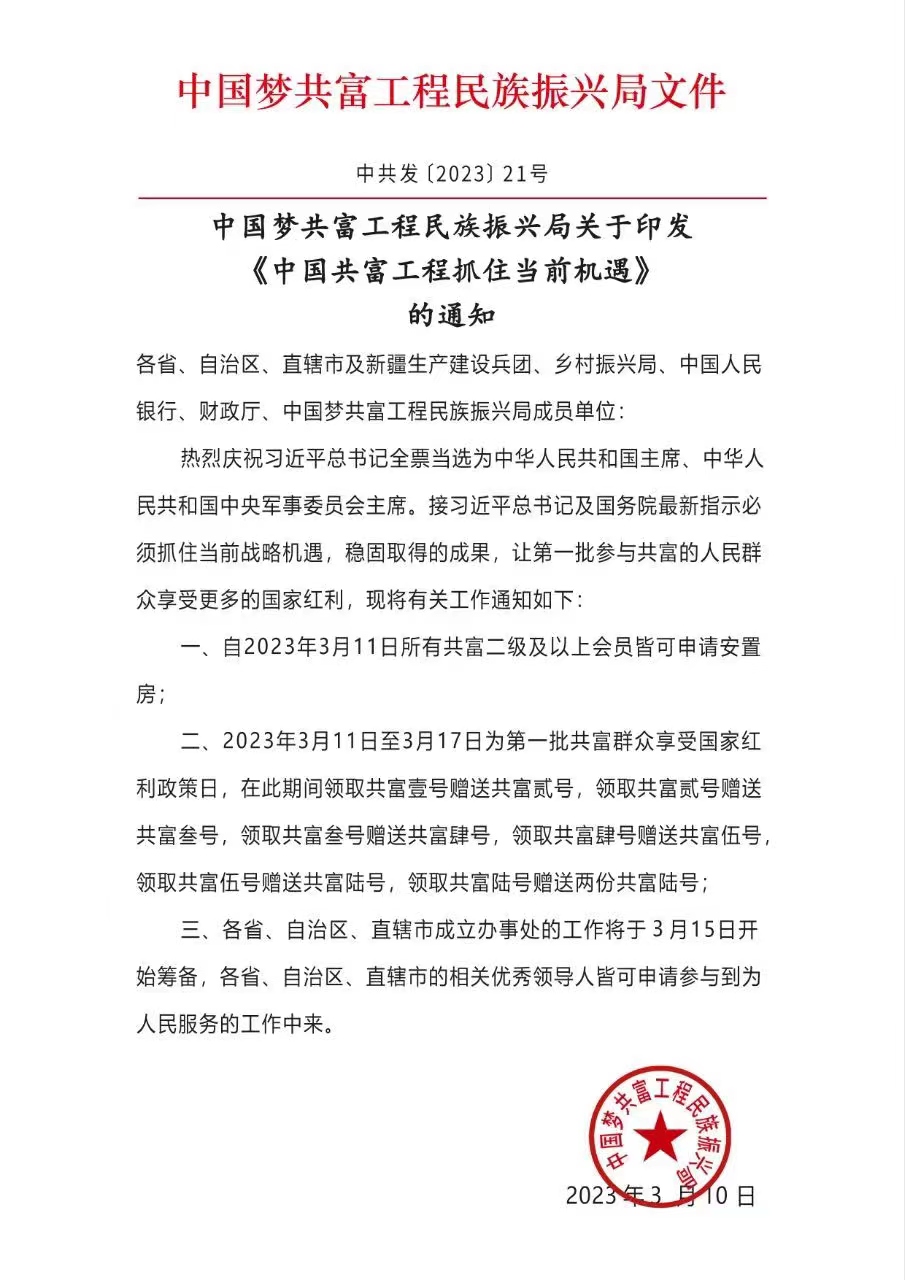 中国梦共富工程民族振兴局文件
中共发〔2023〕21号
中国梦共富工程民族振兴局关于印发
《中国共富工程抓住当前机遇》
的通知
各省、自治区、直辖市及新疆生产建设兵团、乡村振兴局、中国人民
银行、财政厅、中国梦共富工程民族振兴局成员单位：
热烈庆祝习近平总书记全票当选为中华人民共和国主席、中华人
民共和国中央军事委员会主席。接习近平总书记及国务院最新指示必
须抓住当前战略机遇，稳固取得的成果，让第一批参与共富的人民群
众享受更多的国家红利，现将有关工作通知如下：
一、自2023年3月11日所有共富二级及以上会员皆可申请安置
房；
二、2023年3月11日至3月17日为第一批共富群众享受国家红
利政策日，在此期间领取共富壹号赠送共富贰号，领取共富贰号赠送
共富叁号，领取共富叁号赠送共富肆号，领取共富肆号赠送共富伍号，
领取共富伍号赠送共富陆号，领取共富陆号赠送两份共富陆号；
三、各省、自治区、直辖市成立办事处的工作将于 3 月15日开
始筹备，各省、自治区、直辖市的相关优秀领导人皆可申请参与到为
人民服务的工作中来。
中国梦共富工程民族振兴局
2023 年 3 月 10 日